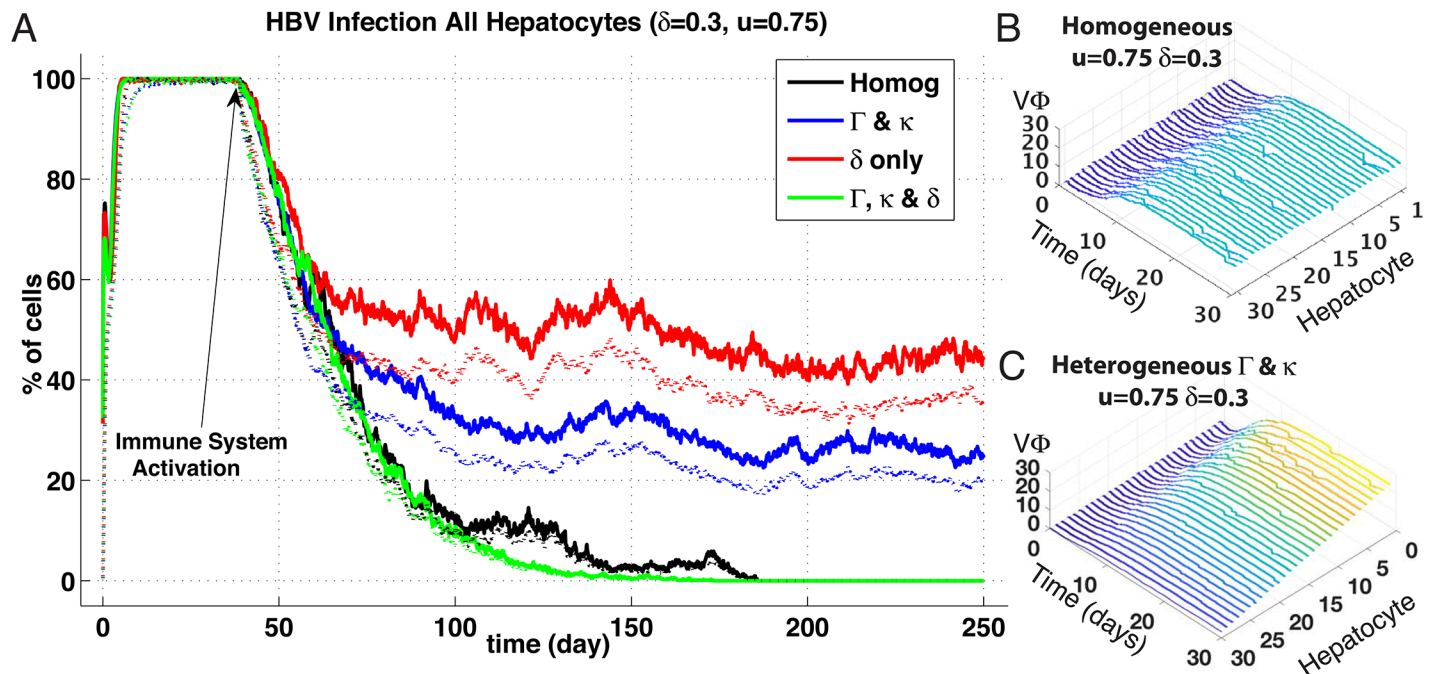 A
HBV Infection All Hepatocytes (δ=0.3, u=0.75)
% of cells
100
80
60
40
20
0
Homog
Γ & κ
δ only
Γ, κ & δ
Immune System
Activation
0
50
100
150
200
250
time (day)
B
Homogeneous
u=0.75 δ=0.3
VΦ
30
20
10
0
0
10
20
30
Time (days)
30
25
20
15
10
5
1
Hepatocyte
C
Heterogeneous Γ & κ
u=0.75 δ=0.3
VΦ
30
20
10
0
0
10
20
30
Time (days)
30
25
20
15
10
5
0
Hepatocyte